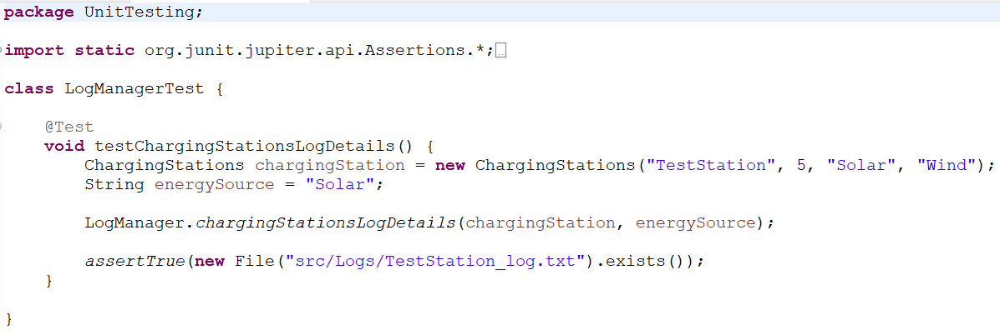 package UnitTesting;
import static org.junit.jupiter.api.Assertions.*;
class LogManagerTest {
@Test
void testChargingStationsLogDetails() {
ChargingStations chargingStation = new ChargingStations("TestStation", 5, "Solar", "Wind");
String energySource = "Solar";
LogManager.chargingStationsLogDetails(chargingStation, energySource);
assertTrue(new File("src/Logs/TestStation_log.txt").exists());
}
}